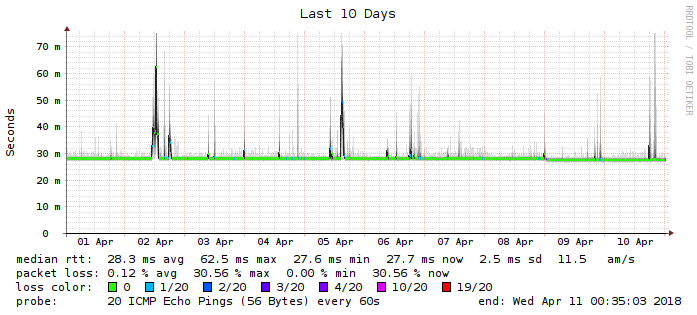 Last 10 Days
RRDTOOL / TOBI OETIKER
Seconds
70 m
60 m
50 m
40 m
30 m
20 m
10 m
0
01 Apr 02 Apr 03 Apr 04 Apr 05 Apr 06 Apr 07 Apr 08 Apr 09 Apr 10 Apr
median rtt: 28.3 ms avg 62.5 ms max 27.6 ms min 27.7 ms now 2.5 ms sd 11.5 am/s
packet loss: 0.12 % avg 30.56 % max 0.00 % min 30.56 % now
loss color: 0 1/20 2/20 3/20 4/20 10/20 19/20
probe: 20 ICMP Echo Pings (56 Bytes) every 60s end: Wed Apr 11 00:35:03 2018